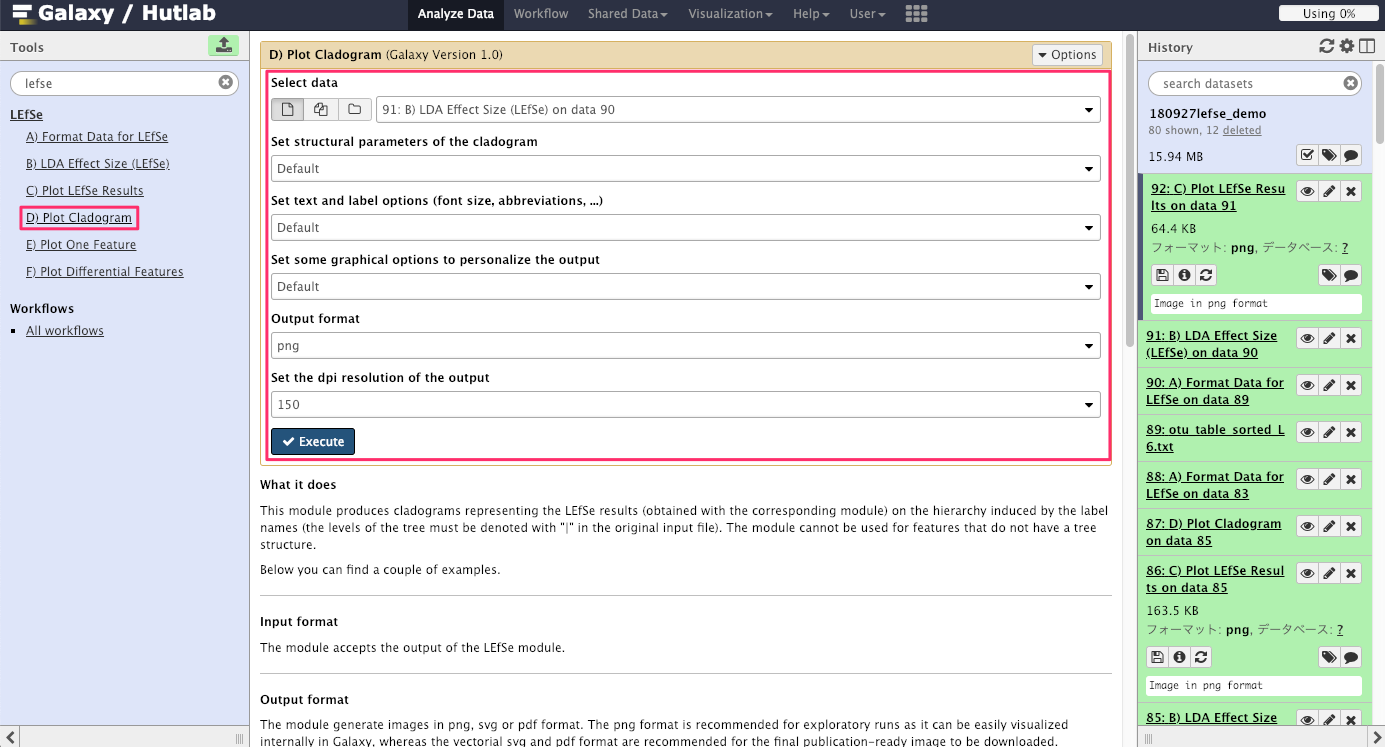 Galaxy / Hutlab
Analyze Data
Workflow
Shared Data
Visualization
Help
User
Using 0%
Tools
lefse
LEfSe
A) Format Data for LEfSe
B) LDA Effect Size (LEfSe)
C) Plot LEfSe Results
D) Plot Cladogram
E) Plot One Feature
F) Plot Differential Features
Workflows
All workflows
D) Plot Cladogram (Galaxy Version 1.0)
Options
Select data
91: B) LDA Effect Size (LEfSe) on data 90
Set structural parameters of the cladogram
Default
Set text and label options (font size, abbreviations, ...)
Default
Set some graphical options to personalize the output
Default
Output format
png
Set the dpi resolution of the output
150
Execute
What it does
This module produces cladograms representing the LEfSe results (obtained with the corresponding module) on the hierarchy induced by the label
names (the levels of the tree must be denoted with "|" in the original input file). The module cannot be used for features that do not have a tree
structure.
Below you can find a couple of examples.
Input format
The module accepts the output of the LEfSe module.
Output format
The module generate images in png, svg or pdf format. The png format is recommended for exploratory runs as it can be easily visualized
internally in Galaxy, whereas the vectorial svg and pdf format are recommended for the final publication-ready image to be downloaded.
History
search datasets
180927lefse_demo
80 shown, 12 deleted
15.94 MB
92: C) Plot LEfSe Resu
lts on data 91
64.4 KB
フォーマット: png, データベース: ?
Image in png format
91: B) LDA Effect Size
(LEfSe) on data 90
90: A) Format Data for
LEfSe on data 89
89: otu_table_sorted_L
6.txt
88: A) Format Data for
LEfSe on data 83
87: D) Plot Cladogram
on data 85
86: C) Plot LEfSe Resul
ts on data 85
163.5 KB
フォーマット: png, データベース: ?
Image in png format
85: B) LDA Effect Size